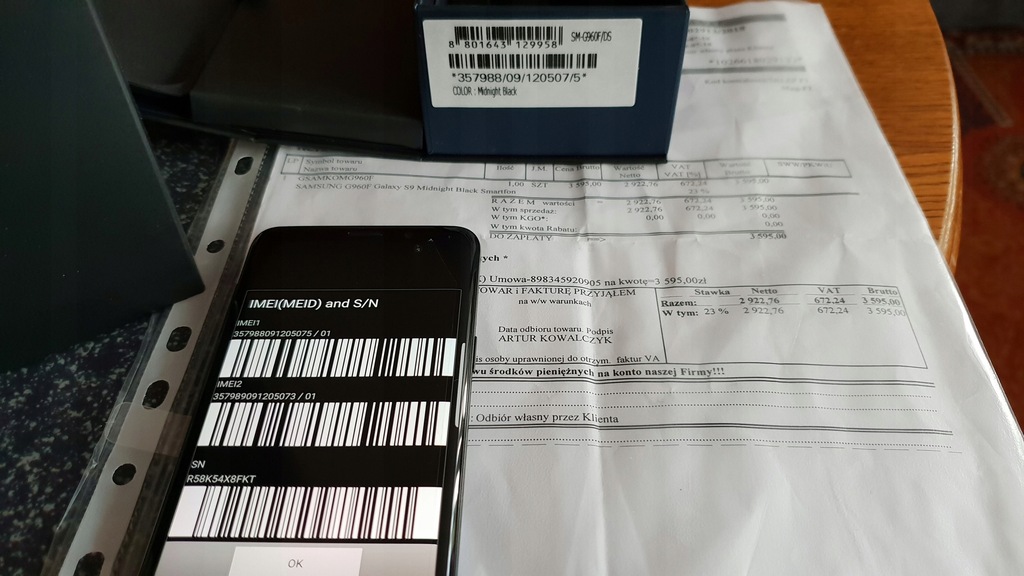 8 801643 129958
SM-G960F/DS
*357988/09/120507/5*
COLOR : Midnight Black
LP Symbol towaru Ilość J.M. Cena Brutto Wartość VAT Wartość
Nazwa towaru Netto VAT [%]
GSAMKOMG960F 1,00 SZT 3 595,00 2 922,76 672,24 3 595,00
SAMSUNG G960F Galaxy S9 Midnight Black Smartfon 23 %
R A Z E M wartości = 2 922,76 672,24 3 595,00
W tym sprzedaż: 2 922,76 672,24 3 595,00
W tym KGO*: 0,00 0,00 0,00
W tym kwota Rabatu: 0,00
DO ZAPŁATY ==> 3 595,00
ych *
) Umowa-898345920905 na kwotę=3 595,00zł
TOWAR i FAKTURĘ PRZYJĄŁEM
na w/w warunkach
Stawka Netto VAT Brutto
Razem: 2 922,76 672,24 3 595,00
W tym: 23 % 2 922,76 672,24 3 595,00
Data odbioru towaru. Podpis
ARTUR KOWALCZYK
is osoby uprawnionej do otrzym. faktur VA
wu środków pieniężnych na konto naszej Firmy!!!
: Odbiór własny przez Klienta
IMEI(MEID) and S/N
IMEI1
357988091205075 / 01
IMEI2
357989091205073 / 01
SN
R58K54X8FKT
OK